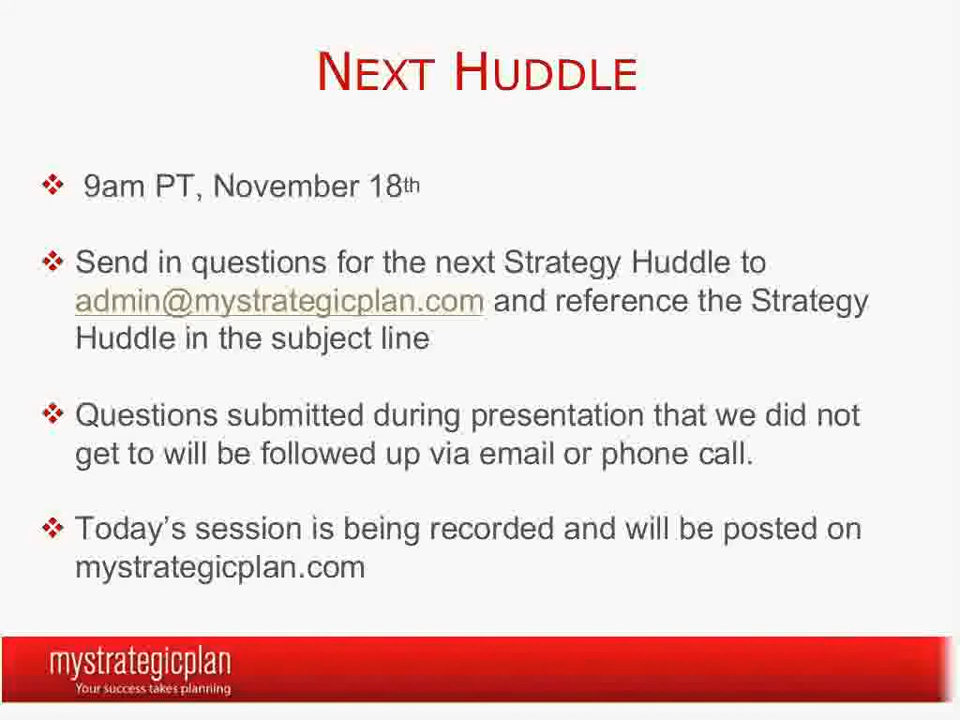 NEXT HUDDLE
9am PT, November 18th
Send in questions for the next Strategy Huddle to
admin@mystrategicplan.com and reference the Strategy
Huddle in the subject line
Questions submitted during presentation that we did not
get to will be followed up via email or phone call.
Today’s session is being recorded and will be posted on
mystrategicplan.com
mystrategicplan
Your success takes planning